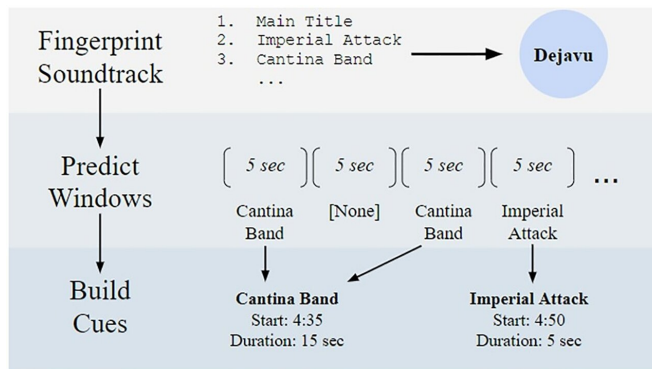 Fingerprint
Soundtrack
1. Main Title
2. Imperial Attack
3. Cantina Band
...
Dejavu
Predict
Windows
5 sec 5 sec 5 sec 5 sec ...
Cantina
Band
[None]
Cantina
Band
Imperial
Attack
Build
Cues
Cantina Band
Start: 4:35
Duration: 15 sec
Imperial Attack
Start: 4:50
Duration: 5 sec